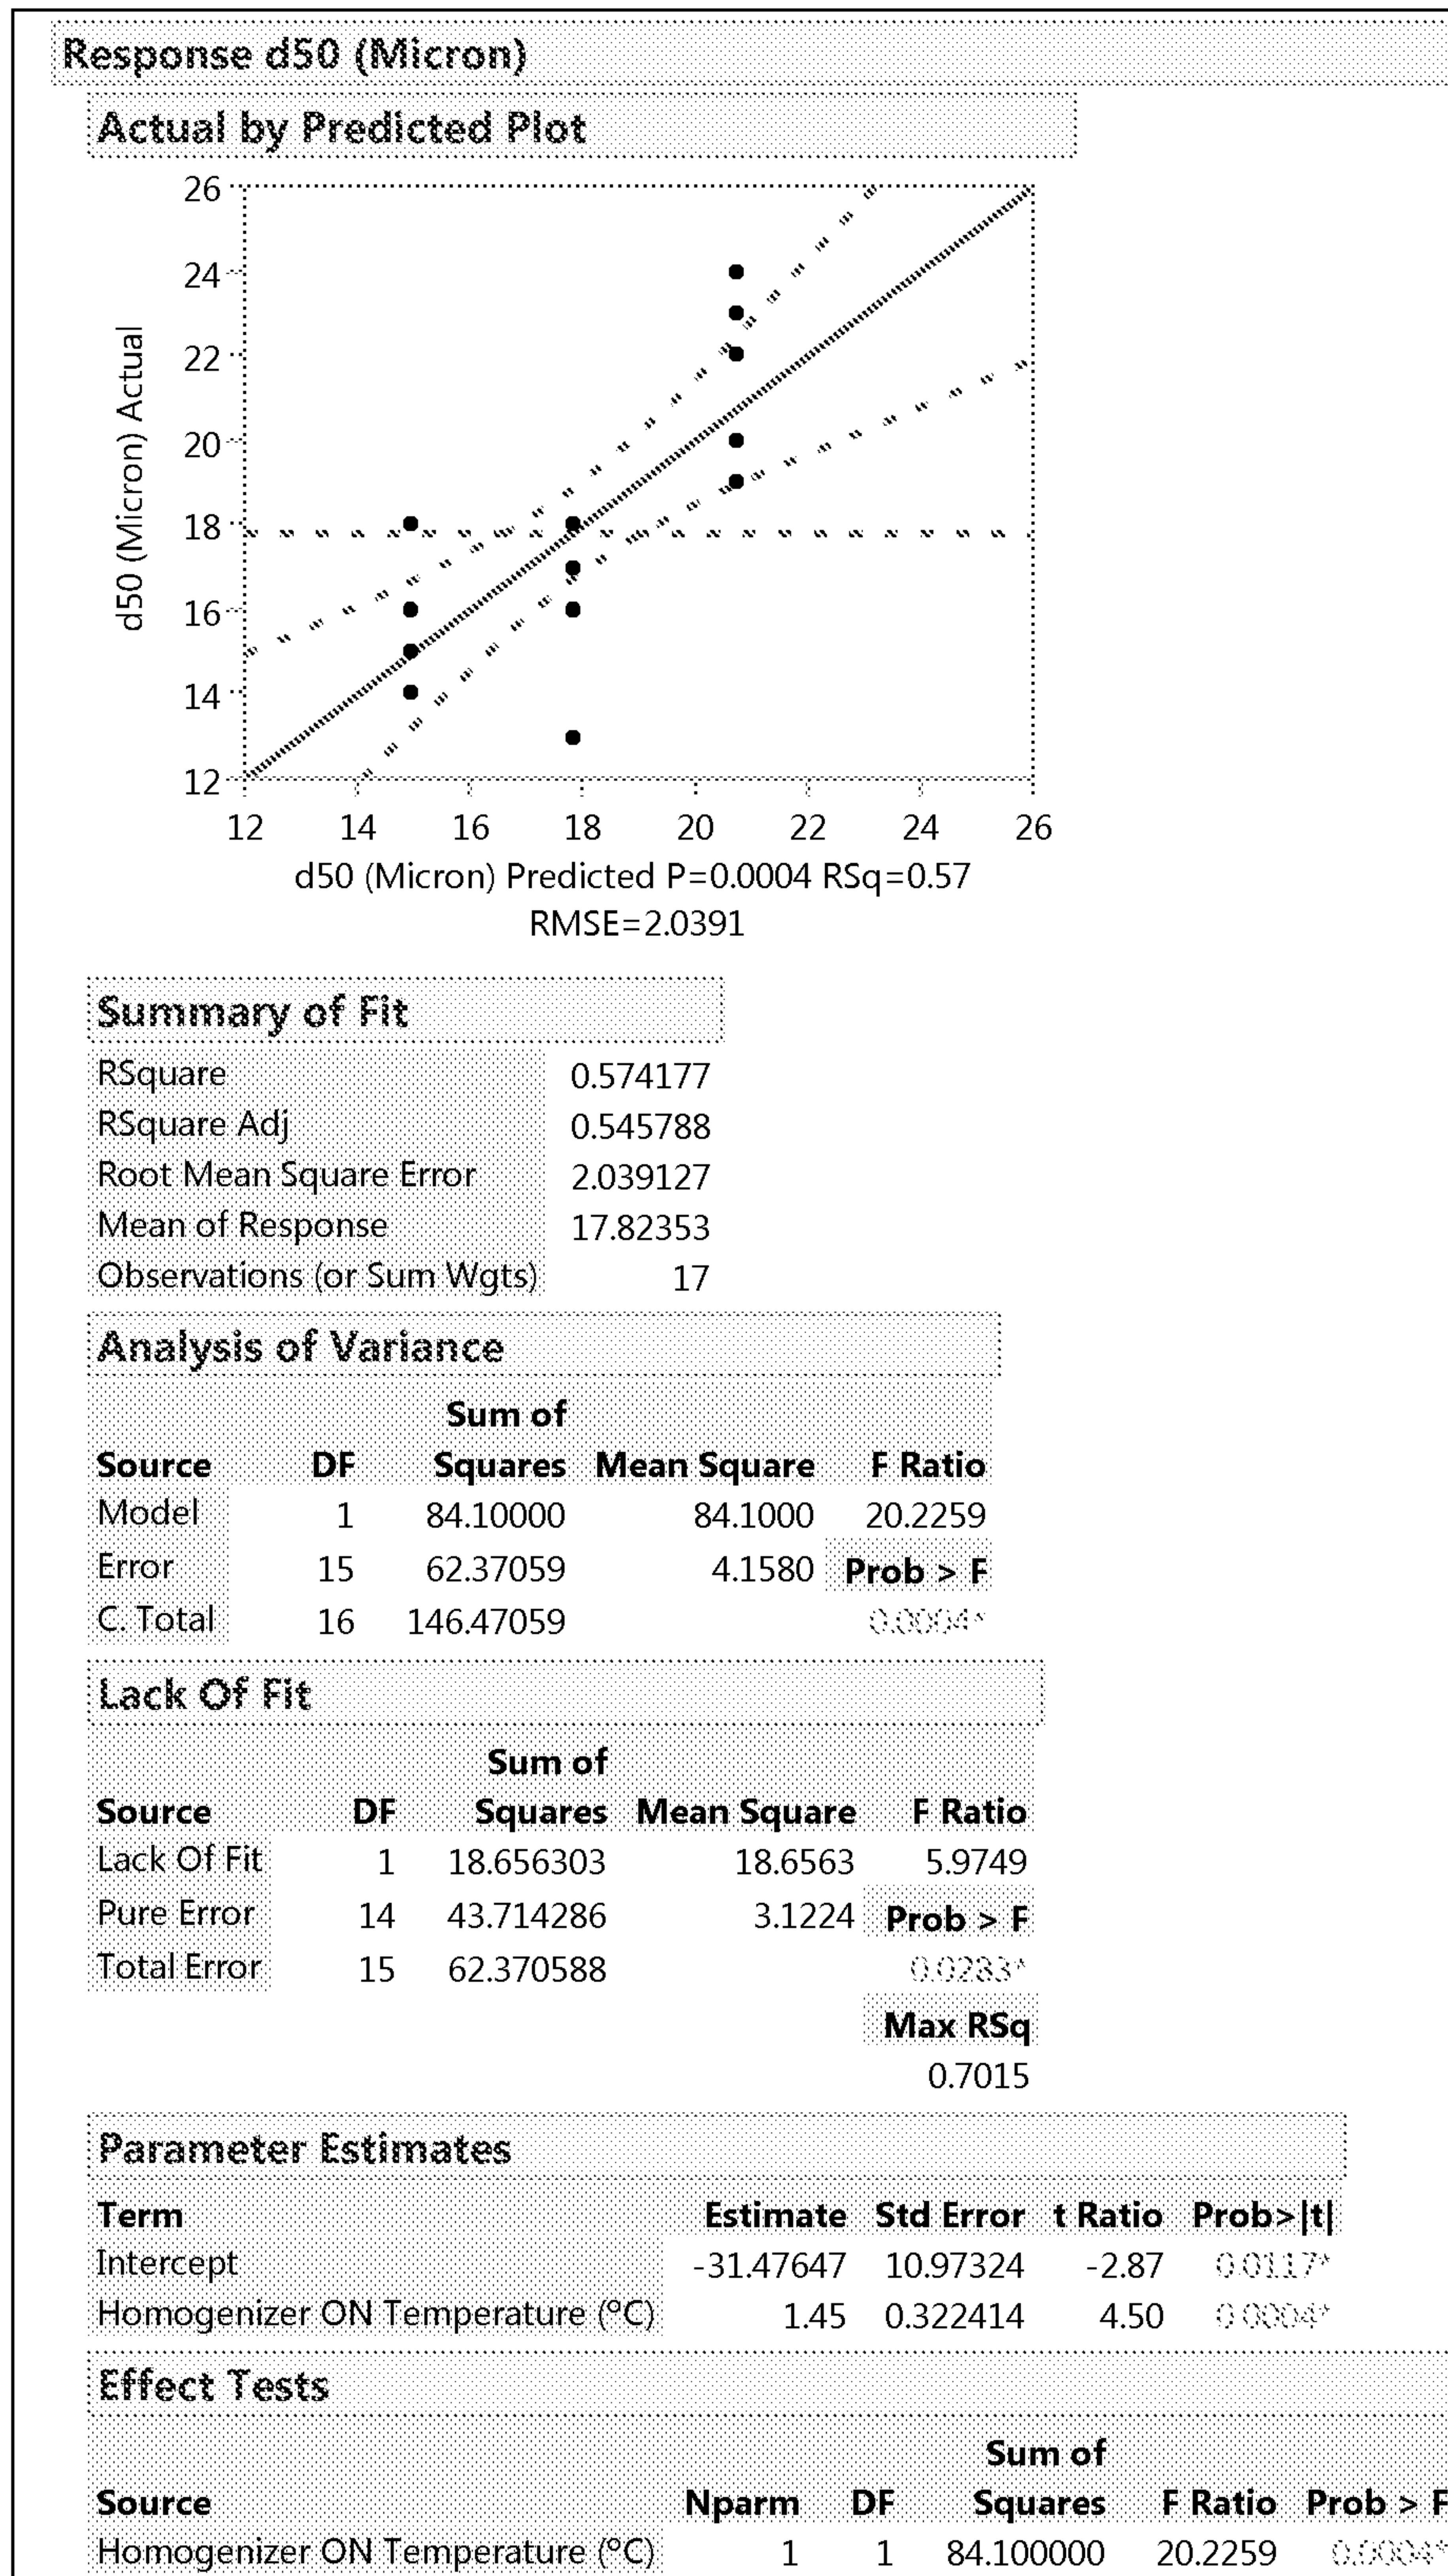 Response d50 (Micron)
Actual by Predicted Plot
26
24
22
20
18
16
14
12
d50 (Micron) Actual
12 14 16 18 20 22 24 26
d50 (Micron) Predicted P=0.0004 RSq=0.57
RMSE=2.0391
Summary of Fit
RSquare 0.574177
RSquare Adj 0.545788
Root Mean Square Error 2.039127
Mean of Response 17.82353
Observations (or Sum Wgts) 17
Analysis of Variance
Sum of
Source DF Squares Mean Square F Ratio
Model 1 84.10000 84.1000 20.2259
Error 15 62.37059 4.1580 Prob > F
C. Total 16 146.47059 0.0004*
Lack Of Fit
Sum of
Source DF Squares Mean Square F Ratio
Lack Of Fit 1 18.656303 18.6563 5.9749
Pure Error 14 43.714286 3.1224 Prob > F
Total Error 15 62.370588 0.0283*
Max RSq
0.7015
Parameter Estimates
Term Estimate Std Error t Ratio Prob>|t|
Intercept -31.47647 10.97324 -2.87 0.0117*
Homogenizer ON Temperature (°C) 1.45 0.322414 4.50 0.0004*
Effect Tests
Sum of
Source Nparm DF Squares F Ratio Prob > F
Homogenizer ON Temperature (°C) 1 1 84.100000 20.2259 0.0004*